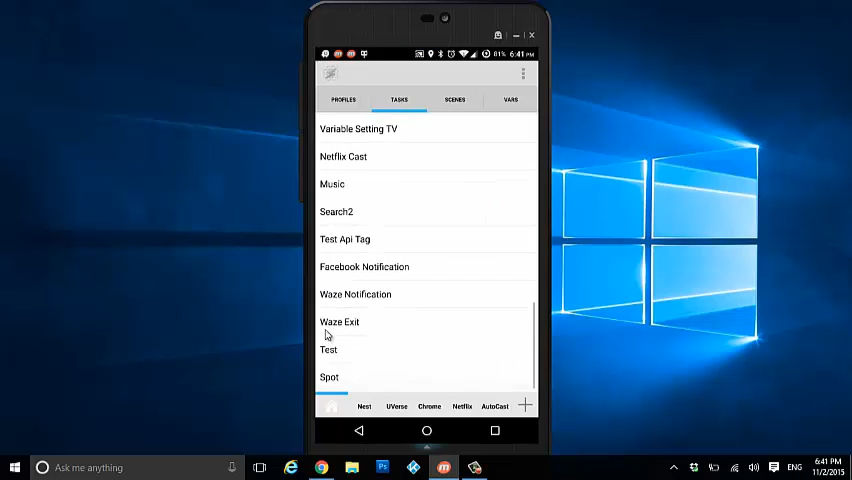 81% 6:41 PM
PROFILES TASKS SCENES VARS
Variable Setting TV
Netflix Cast
Music
Search2
Test Api Tag
Facebook Notification
Waze Notification
Waze Exit
Test
Spot
Nest UVerse Chrome Netflix AutoCast
Ask me anything
ENG
6:41 PM
11/2/2015